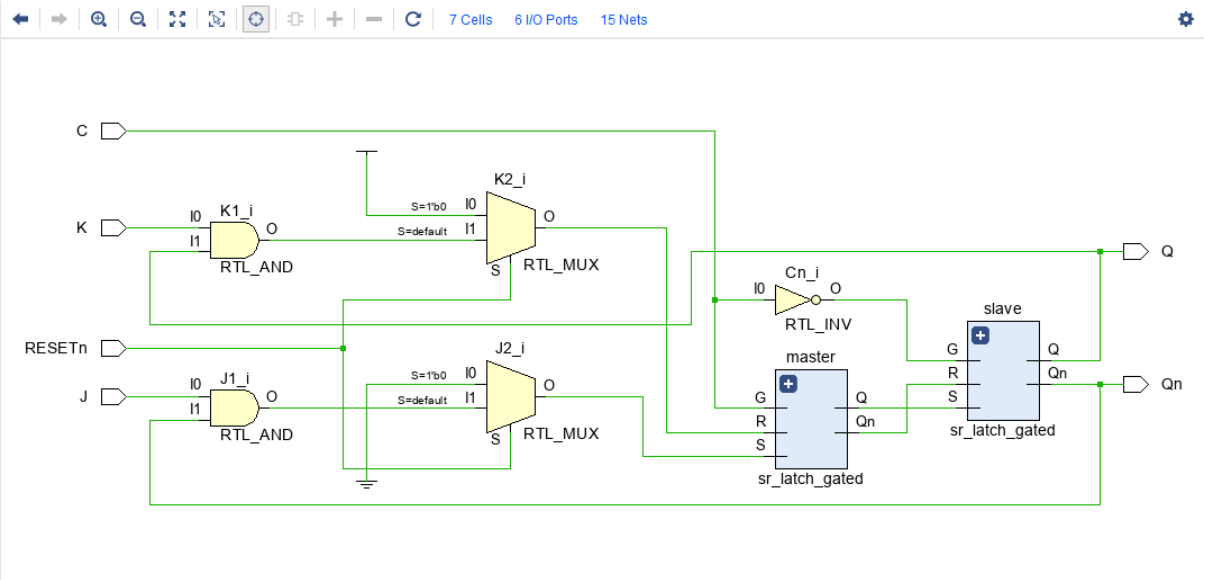 7 Cells 6 I/O Ports 15 Nets
C
K2_i
S=1'b0 I0 O
K1_i
K I0 O S=default I1
I1
RTL_AND S RTL_MUX
Q
Cn_i
I0 O
slave
RTL_INV
RESETn J2_i
G Q
master
S=1'b0 I0 O R Qn
J1_i
J I0 O S=default I1 G Q S
I1
R Qn sr_latch_gated
RTL_AND S RTL_MUX
S
sr_latch_gated
Qn